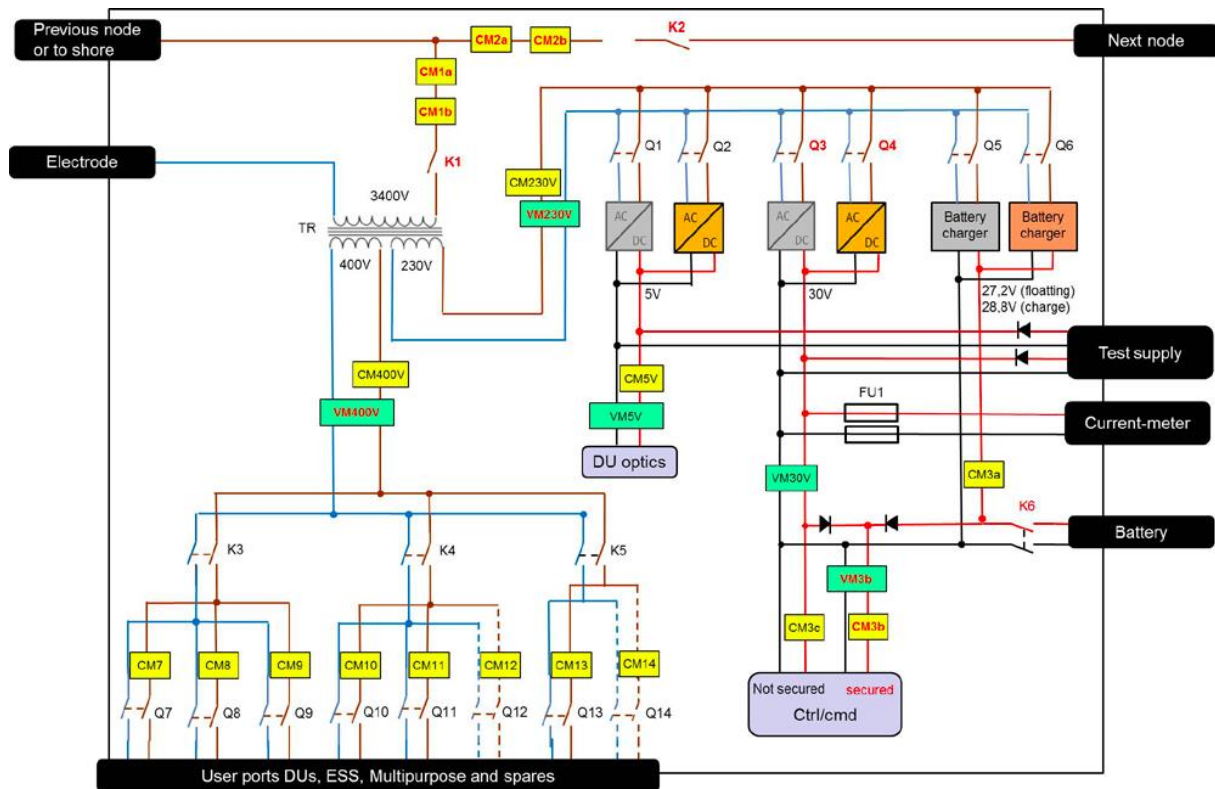 Previous node
or to shore
CM2a
CM2b
K2
Next node
CM1a
CM1b
K1
Electrode
3400V
TR
400V
230V
CM230V
VM230V
Q1
Q2
Q3
Q4
Q5
Q6
AC
DC
AC
DC
AC
DC
AC
DC
Battery
charger
Battery
charger
5V
30V
27,2V (floatting)
28,8V (charge)
Test supply
CM400V
VM400V
CM5V
VM5V
DU optics
FU1
Current-meter
VM30V
CM3a
K6
Battery
VM3b
CM3c
CM3b
Not secured
secured
Ctrl/cmd
K3
K4
K5
CM7
CM8
CM9
CM10
CM11
CM12
CM13
CM14
Q7
Q8
Q9
Q10
Q11
Q12
Q13
Q14
User ports DUs, ESS, Multipurpose and spares